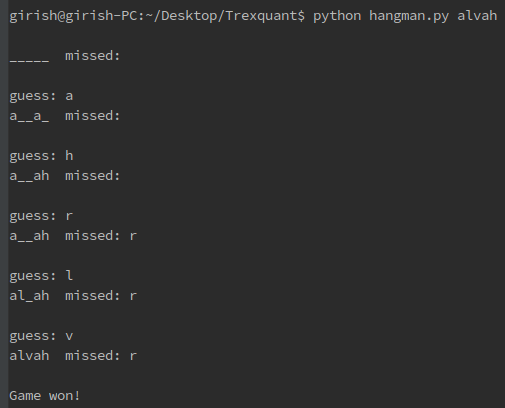 girish@girish-PC:~/Desktop/Trexquant$ python hangman.py alvah
_____  missed:
guess: a
a__a_  missed:
guess: h
a__ah  missed:
guess: r
a__ah  missed: r
guess: l
al_ah  missed: r
guess: v
alvah  missed: r
Game won!